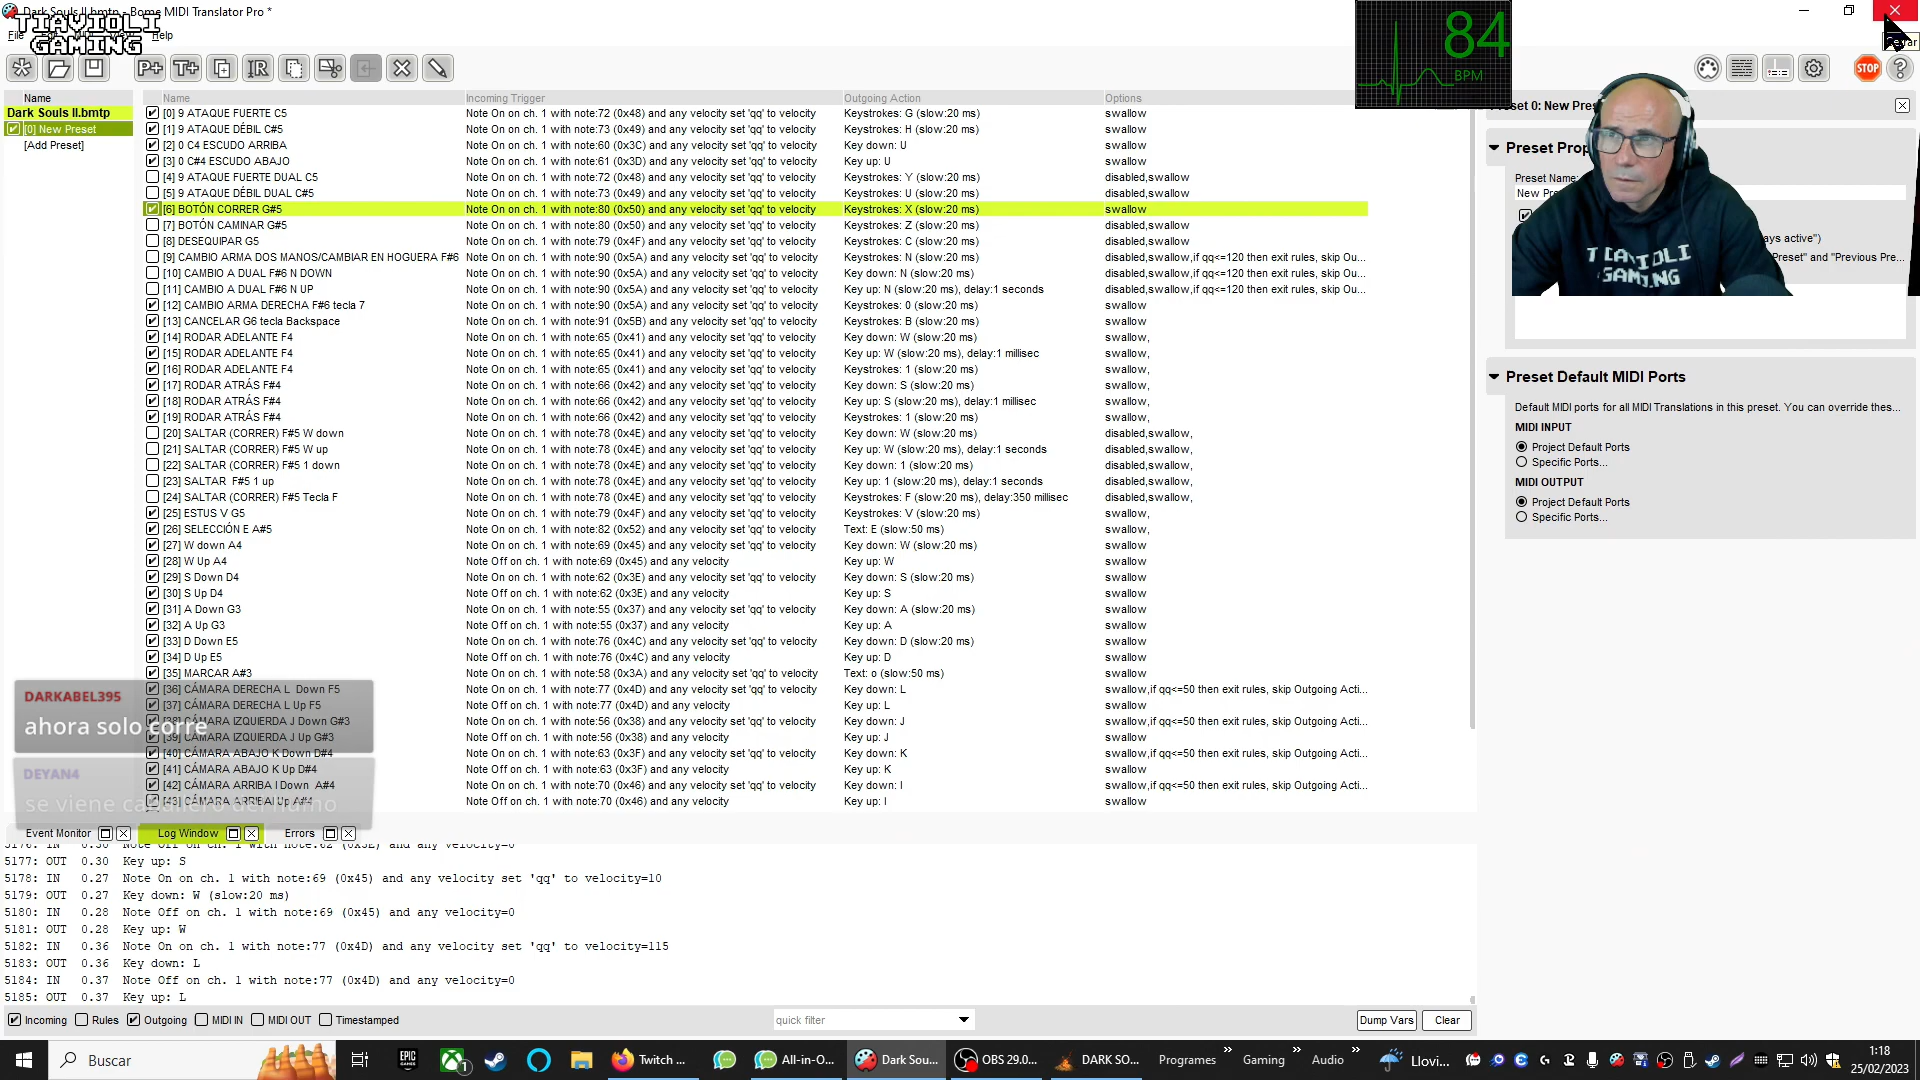 Dark Souls II.bmtp - Bome MIDI Translator Pro *
TIAVIOLI
GAMING
File
Help
84
BPM
Cerrar
P+
T+
STOP
Name
Dark Souls II.bmtp
[0] New Preset
[Add Preset]
Name Incoming Trigger Outgoing Action Options
[0] 9 ATAQUE FUERTE C5 Note On on ch. 1 with note:72 (0x48) and any velocity set 'qq' to velocity Keystrokes: G (slow:20 ms) swallow
[1] 9 ATAQUE DÉBIL C#5 Note On on ch. 1 with note:73 (0x49) and any velocity set 'qq' to velocity Keystrokes: H (slow:20 ms) swallow
[2] 0 C4 ESCUDO ARRIBA Note On on ch. 1 with note:60 (0x3C) and any velocity set 'qq' to velocity Key down: U swallow
[3] 0 C#4 ESCUDO ABAJO Note On on ch. 1 with note:61 (0x3D) and any velocity set 'qq' to velocity Key up: U swallow
[4] 9 ATAQUE FUERTE DUAL C5 Note On on ch. 1 with note:72 (0x48) and any velocity set 'qq' to velocity Keystrokes: Y (slow:20 ms) disabled,swallow
[5] 9 ATAQUE DÉBIL DUAL C#5 Note On on ch. 1 with note:73 (0x49) and any velocity set 'qq' to velocity Keystrokes: U (slow:20 ms) disabled,swallow
[6] BOTÓN CORRER G#5 Note On on ch. 1 with note:80 (0x50) and any velocity set 'qq' to velocity Keystrokes: X (slow:20 ms) swallow
[7] BOTÓN CAMINAR G#5 Note On on ch. 1 with note:80 (0x50) and any velocity set 'qq' to velocity Keystrokes: Z (slow:20 ms) disabled,swallow
[8] DESEQUIPAR G5 Note On on ch. 1 with note:79 (0x4F) and any velocity set 'qq' to velocity Keystrokes: C (slow:20 ms) disabled,swallow
[9] CAMBIO ARMA DOS MANOS/CAMBIAR EN HOGUERA F#6 Note On on ch. 1 with note:90 (0x5A) and any velocity set 'qq' to velocity Keystrokes: N (slow:20 ms) disabled,swallow,if qq<=120 then exit rules, skip Ou...
[10] CAMBIO A DUAL F#6 N DOWN Note On on ch. 1 with note:90 (0x5A) and any velocity set 'qq' to velocity Key down: N (slow:20 ms) disabled,swallow,if qq<=120 then exit rules, skip Ou...
[11] CAMBIO A DUAL F#6 N UP Note On on ch. 1 with note:90 (0x5A) and any velocity set 'qq' to velocity Key up: N (slow:20 ms), delay:1 seconds disabled,swallow,if qq<=120 then exit rules, skip Ou...
[12] CAMBIO ARMA DERECHA F#6 tecla 7 Note On on ch. 1 with note:90 (0x5A) and any velocity set 'qq' to velocity Keystrokes: 0 (slow:20 ms) swallow
[13] CANCELAR G6 tecla Backspace Note On on ch. 1 with note:91 (0x5B) and any velocity set 'qq' to velocity Keystrokes: B (slow:20 ms) swallow
[14] RODAR ADELANTE F4 Note On on ch. 1 with note:65 (0x41) and any velocity set 'qq' to velocity Key down: W (slow:20 ms) swallow,
[15] RODAR ADELANTE F4 Note On on ch. 1 with note:65 (0x41) and any velocity set 'qq' to velocity Key up: W (slow:20 ms), delay:1 millisec swallow,
[16] RODAR ADELANTE F4 Note On on ch. 1 with note:65 (0x41) and any velocity set 'qq' to velocity Keystrokes: 1 (slow:20 ms) swallow,
[17] RODAR ATRÁS F#4 Note On on ch. 1 with note:66 (0x42) and any velocity set 'qq' to velocity Key down: S (slow:20 ms) swallow,
[18] RODAR ATRÁS F#4 Note On on ch. 1 with note:66 (0x42) and any velocity set 'qq' to velocity Key up: S (slow:20 ms), delay:1 millisec swallow,
[19] RODAR ATRÁS F#4 Note On on ch. 1 with note:66 (0x42) and any velocity set 'qq' to velocity Keystrokes: 1 (slow:20 ms) swallow,
[20] SALTAR (CORRER) F#5 W down Note On on ch. 1 with note:78 (0x4E) and any velocity set 'qq' to velocity Key down: W (slow:20 ms) disabled,swallow,
[21] SALTAR (CORRER) F#5 W up Note On on ch. 1 with note:78 (0x4E) and any velocity set 'qq' to velocity Key up: W (slow:20 ms), delay:1 seconds disabled,swallow,
[22] SALTAR (CORRER) F#5 1 down Note On on ch. 1 with note:78 (0x4E) and any velocity set 'qq' to velocity Key down: 1 (slow:20 ms) disabled,swallow,
[23] SALTAR F#5 1 up Note On on ch. 1 with note:78 (0x4E) and any velocity set 'qq' to velocity Key up: 1 (slow:20 ms), delay:1 seconds disabled,swallow,
[24] SALTAR (CORRER) F#5 Tecla F Note On on ch. 1 with note:78 (0x4E) and any velocity set 'qq' to velocity Keystrokes: F (slow:20 ms), delay:350 millisec disabled,swallow,
[25] ESTUS V G5 Note On on ch. 1 with note:79 (0x4F) and any velocity set 'qq' to velocity Keystrokes: V (slow:20 ms) swallow,
[26] SELECCIÓN E A#5 Note On on ch. 1 with note:82 (0x52) and any velocity set 'qq' to velocity Text: E (slow:50 ms) swallow,
[27] W down A4 Note On on ch. 1 with note:69 (0x45) and any velocity set 'qq' to velocity Key down: W (slow:20 ms) swallow
[28] W Up A4 Note Off on ch. 1 with note:69 (0x45) and any velocity Key up: W swallow
[29] S Down D4 Note On on ch. 1 with note:62 (0x3E) and any velocity set 'qq' to velocity Key down: S (slow:20 ms) swallow
[30] S Up D4 Note Off on ch. 1 with note:62 (0x3E) and any velocity Key up: S swallow
[31] A Down G3 Note On on ch. 1 with note:55 (0x37) and any velocity set 'qq' to velocity Key down: A (slow:20 ms) swallow
[32] A Up G3 Note Off on ch. 1 with note:55 (0x37) and any velocity Key up: A swallow
[33] D Down E5 Note On on ch. 1 with note:76 (0x4C) and any velocity set 'qq' to velocity Key down: D (slow:20 ms) swallow
[34] D Up E5 Note Off on ch. 1 with note:76 (0x4C) and any velocity Key up: D swallow
[35] MARCAR A#3 Note On on ch. 1 with note:58 (0x3A) and any velocity set 'qq' to velocity Text: o (slow:50 ms) swallow
[36] CÁMARA DERECHA L Down F5 Note On on ch. 1 with note:77 (0x4D) and any velocity set 'qq' to velocity Key down: L swallow,if qq<=50 then exit rules, skip Outgoing Acti...
[37] CÁMARA DERECHA L Up F5 Note Off on ch. 1 with note:77 (0x4D) and any velocity Key up: L swallow
[38] CÁMARA IZQUIERDA J Down G#3 Note On on ch. 1 with note:56 (0x38) and any velocity set 'qq' to velocity Key down: J swallow,if qq<=50 then exit rules, skip Outgoing Acti...
[39] CÁMARA IZQUIERDA J Up G#3 Note Off on ch. 1 with note:56 (0x38) and any velocity Key up: J swallow
[40] CÁMARA ABAJO K Down D#4 Note On on ch. 1 with note:63 (0x3F) and any velocity set 'qq' to velocity Key down: K swallow,if qq<=50 then exit rules, skip Outgoing Acti...
[41] CÁMARA ABAJO K Up D#4 Note Off on ch. 1 with note:63 (0x3F) and any velocity Key up: K swallow
[42] CÁMARA ARRIBA I Down A#4 Note On on ch. 1 with note:70 (0x46) and any velocity set 'qq' to velocity Key down: I swallow,if qq<=50 then exit rules, skip Outgoing Acti...
[43] CÁMARA ARRIBA I Up A#4 Note Off on ch. 1 with note:70 (0x46) and any velocity Key up: I swallow
DARKABEL395
ahora solo corre
DEYAN4
se viene caballero del humo
Preset 0: New Pres
Preset Prop
Preset Name:
New Pre
ays active")
Preset" and "Previous Pre...
TIAVIOLI
GAMING
Preset Default MIDI Ports
Default MIDI ports for all MIDI Translations in this preset. You can override thes...
MIDI INPUT
Project Default Ports
Specific Ports...
MIDI OUTPUT
Project Default Ports
Specific Ports...
Event Monitor Log Window Errors
5176: IN 0.30 Note Off on ch. 1 with note:62 (0x3E) and any velocity=0
5177: OUT 0.30 Key up: S
5178: IN 0.27 Note On on ch. 1 with note:69 (0x45) and any velocity set 'qq' to velocity=10
5179: OUT 0.27 Key down: W (slow:20 ms)
5180: IN 0.28 Note Off on ch. 1 with note:69 (0x45) and any velocity=0
5181: OUT 0.28 Key up: W
5182: IN 0.36 Note On on ch. 1 with note:77 (0x4D) and any velocity set 'qq' to velocity=115
5183: OUT 0.36 Key down: L
5184: IN 0.37 Note Off on ch. 1 with note:77 (0x4D) and any velocity=0
5185: OUT 0.37 Key up: L
Incoming Rules Outgoing MIDI IN MIDI OUT Timestamped quick filter Dump Vars Clear
Buscar EPIC GAMES Twitch ... All-in-O... Dark Sou... OBS 29.0... DARK SO... Programes Gaming Audio Llovi... 1:18
25/02/2023